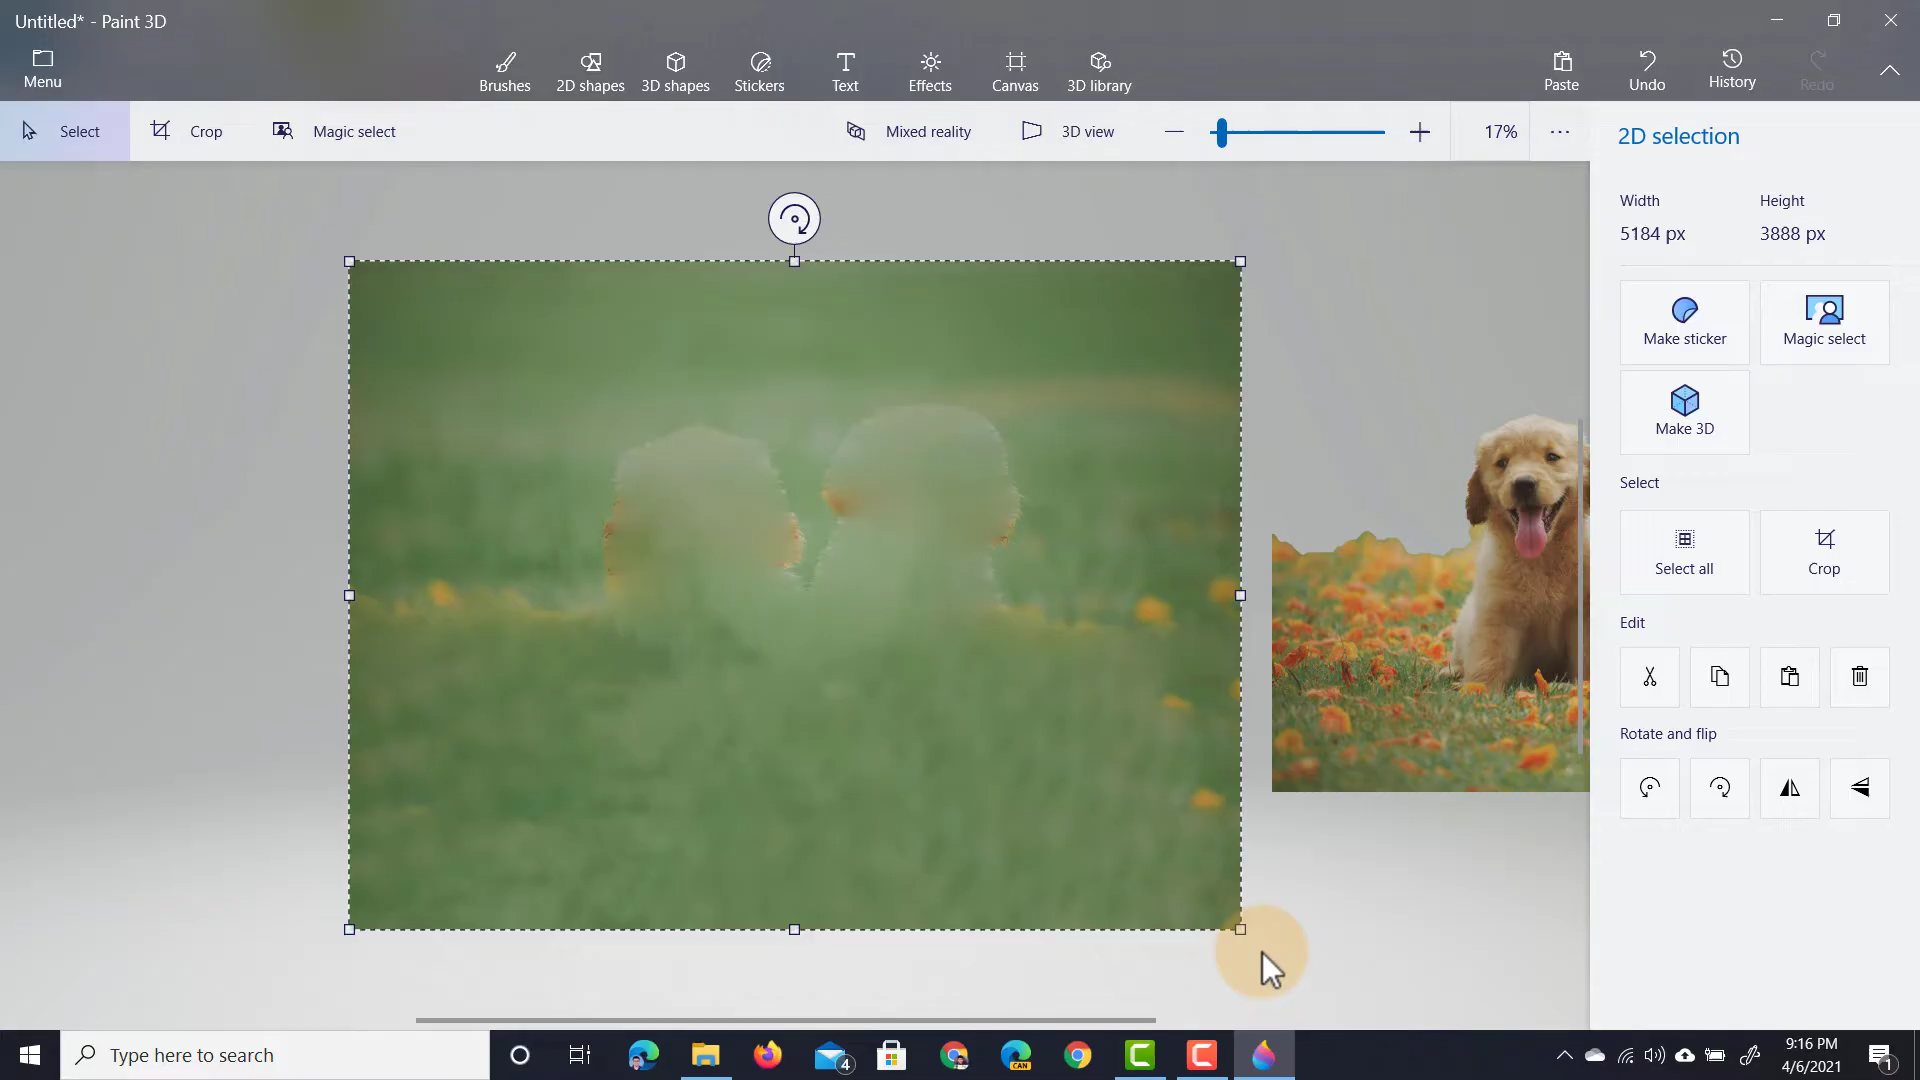 Untitled* - Paint 3D
Menu
Brushes
2D shapes
3D shapes
Stickers
Text
Effects
Canvas
3D library
Paste
Undo
History
Redo
Select
Crop
Magic select
Mixed reality
3D view
17%
2D selection
Width
Height
5184 px
3888 px
Make sticker
Magic select
Make 3D
Select
Select all
Crop
Edit
Rotate and flip
Type here to search
4
CAN
9:16 PM
4/6/2021
1